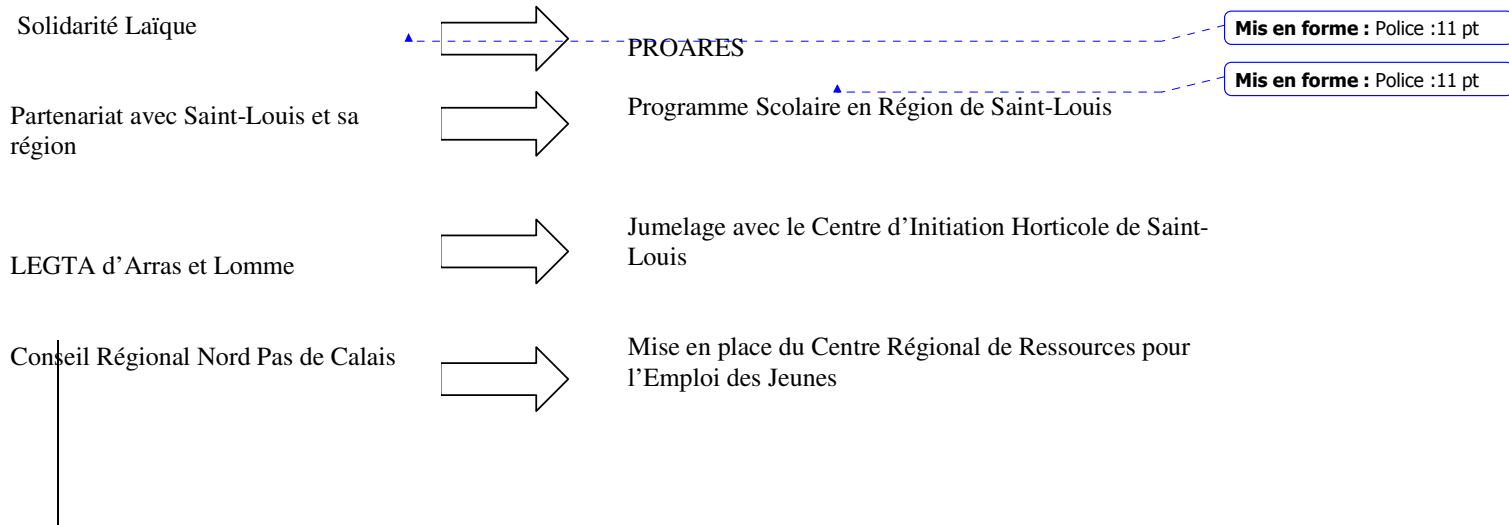 Solidarité Laïque
PROARES
Mis en forme : Police :11 pt
Mis en forme : Police :11 pt
Partenariat avec Saint-Louis et sa
région
Programme Scolaire en Région de Saint-Louis
LEGTA d’Arras et Lomme
Jumelage avec le Centre d’Initiation Horticole de Saint-
Louis
Conseil Régional Nord Pas de Calais
Mise en place du Centre Régional de Ressources pour
l’Emploi des Jeunes